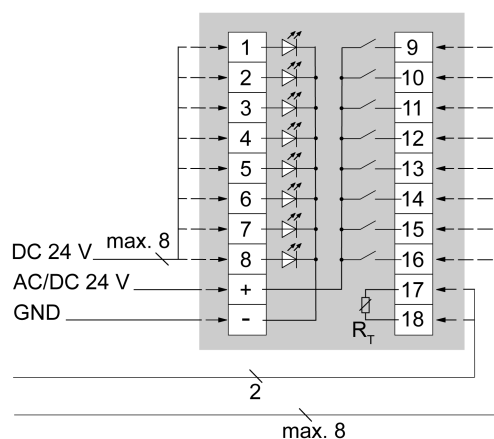 1 9
2 10
3 11
4 12
5 13
6 14
7 15
DC 24 V max. 8 8 16
AC/DC 24 V + 17
GND - 18
RT
2
max. 8